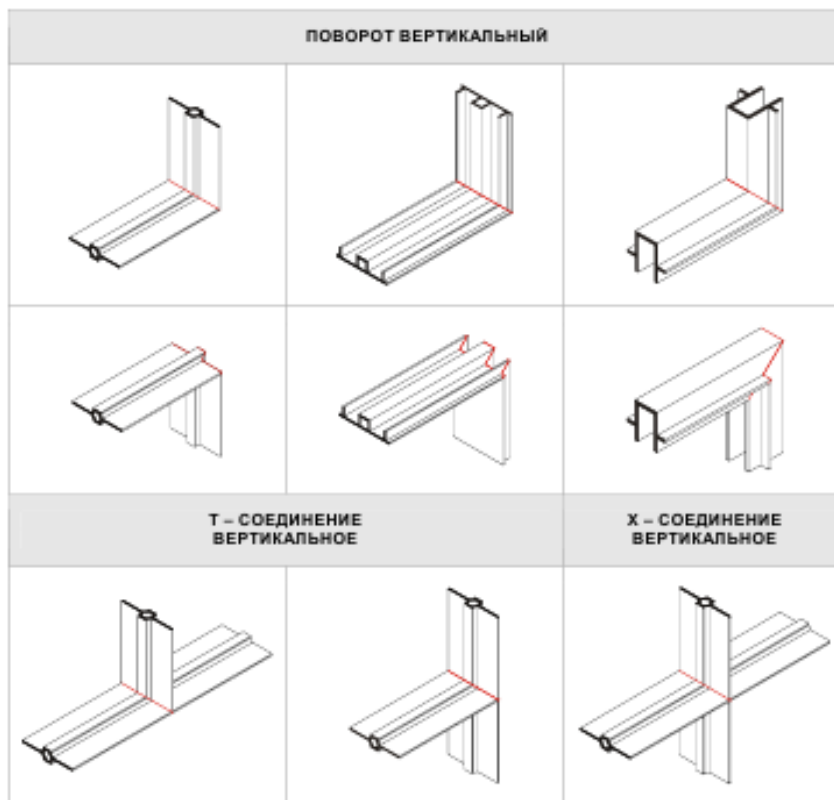 ПОВОРОТ ВЕРТИКАЛЬНЫЙ
Т – СОЕДИНЕНИЕ
ВЕРТИКАЛЬНОЕ
Х – СОЕДИНЕНИЕ
ВЕРТИКАЛЬНОЕ